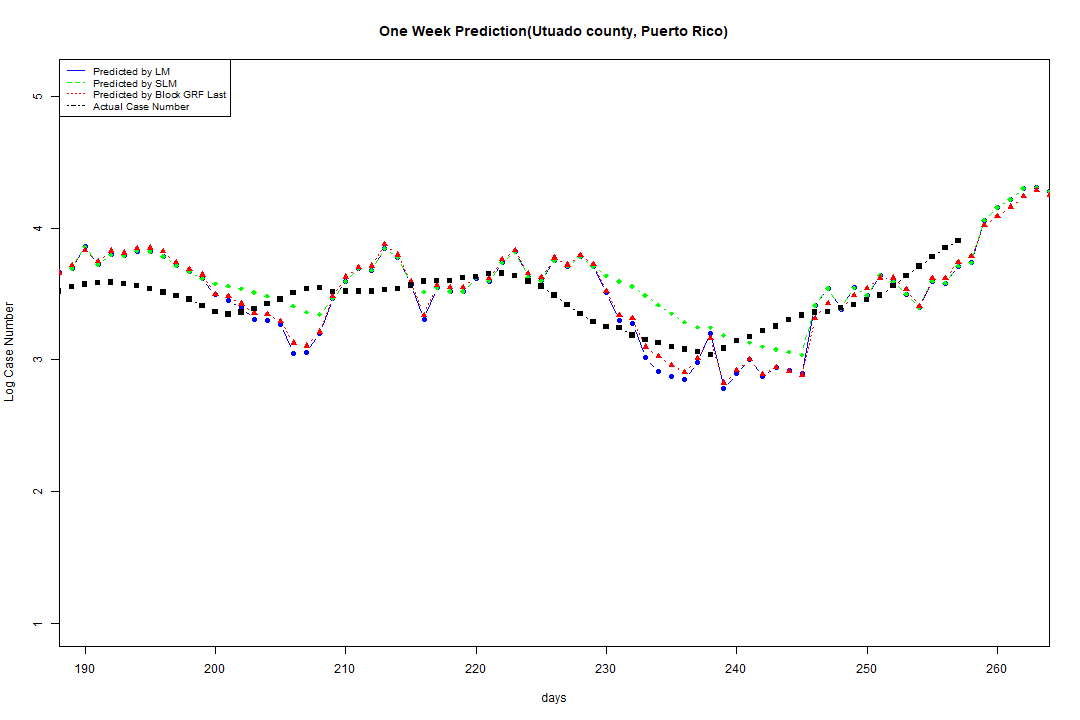 One Week Prediction(Utuado county, Puerto Rico)
Predicted by LM
Predicted by SLM
Predicted by Block GRF Last
Actual Case Number
5
4
3
2
1
Log Case Number
190 200 210 220 230 240 250 260
days